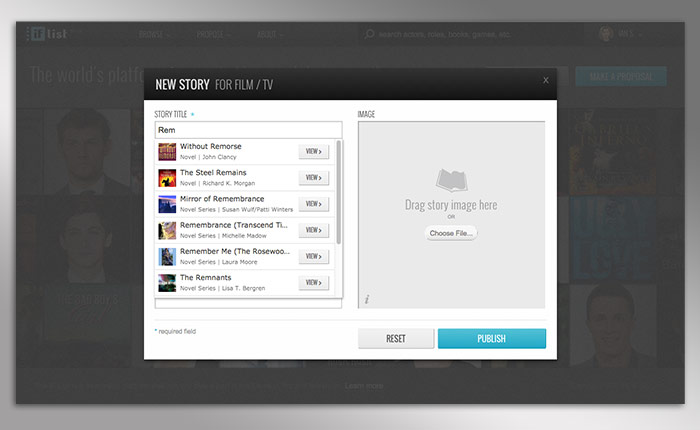 if list
BROWSE
PROPOSE
ABOUT
search actors, roles, books, games, etc.
The world's platf
MAKE A PROPOSAL
NEW STORY FOR FILM / TV
X
STORY TITLE *
IMAGE
Rem
Without Remorse
Novel | John Clancy
VIEW >
The Steel Remains
Novel | Richard K. Morgan
VIEW >
Mirror of Remembrance
Novel Series | Susan Wulf/Patti Winters
VIEW >
Remembrance (Transcend Ti...
Novel Series | Michelle Madow
VIEW >
Remember Me (The Rosewoo...
Novel Series | Laura Moore
VIEW >
The Remnants
Novel Series | Lisa T. Bergren
VIEW >
Drag story image here
OR
Choose File...
i
* required field
RESET
PUBLISH
Learn more